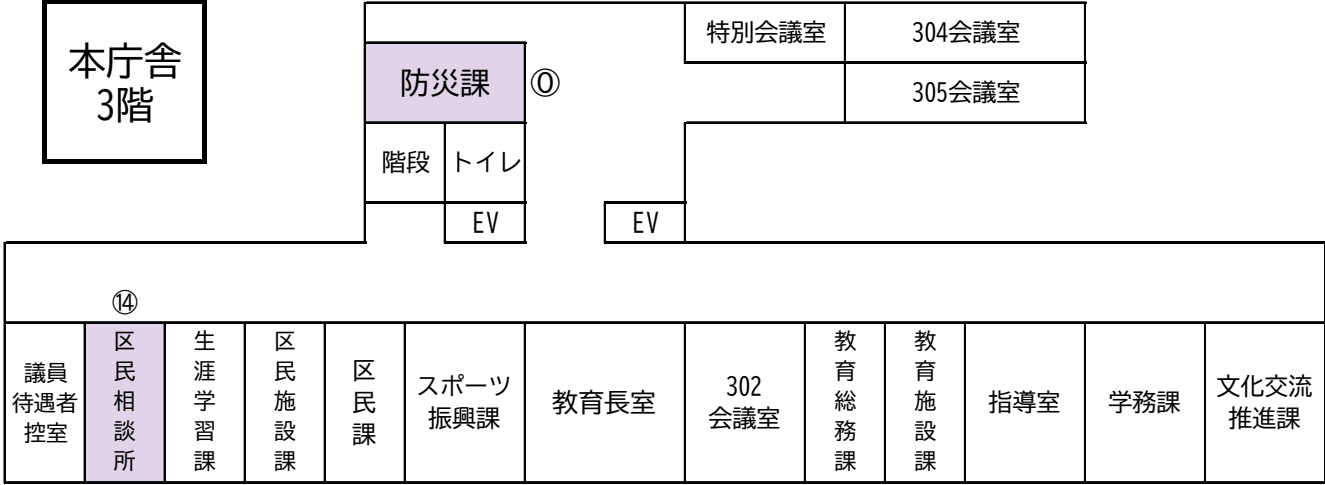 本庁舎
3階
特別会議室
304会議室
防災課
⓪
305会議室
階段
トイレ
EV
EV
⑭
議員
待遇者
控室
区民相談所
生涯学習課
区民施設課
区民課
スポーツ
振興課
教育長室
302
会議室
教育総務課
教育施設課
指導室
学務課
文化交流
推進課